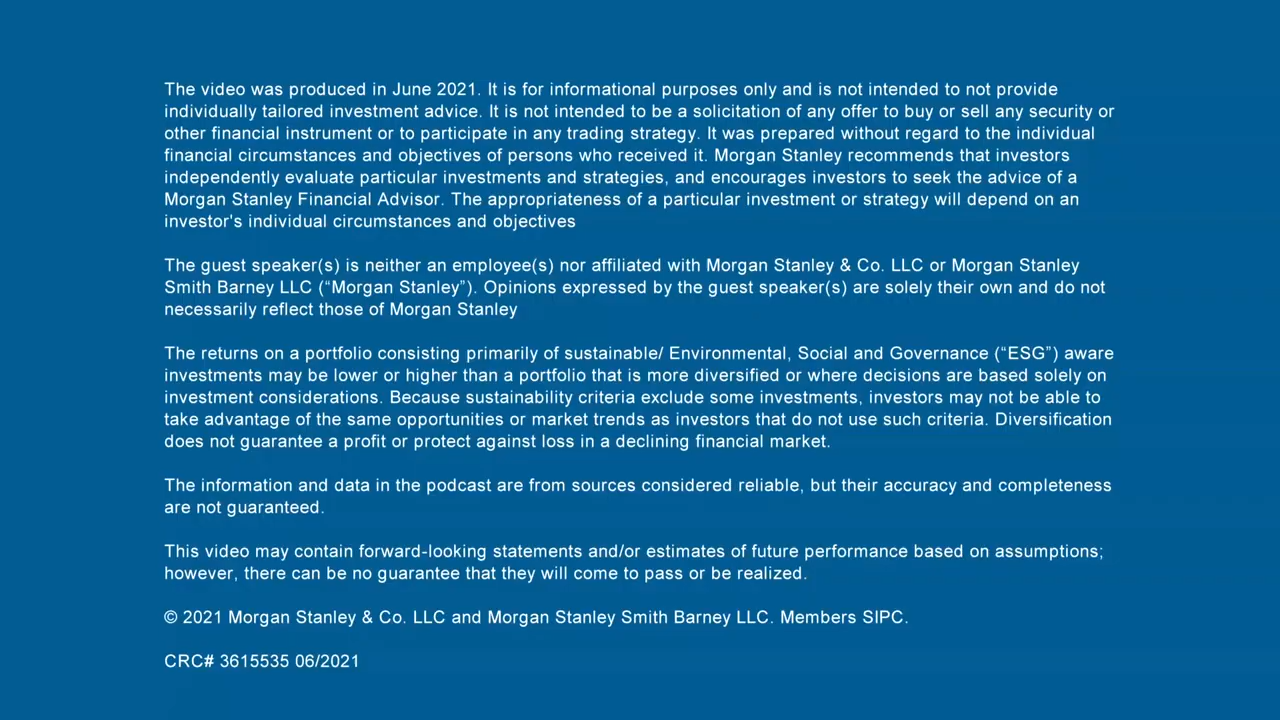 The video was produced in June 2021. It is for informational purposes only and is not intended to not provide
individually tailored investment advice. It is not intended to be a solicitation of any offer to buy or sell any security or
other financial instrument or to participate in any trading strategy. It was prepared without regard to the individual
financial circumstances and objectives of persons who received it. Morgan Stanley recommends that investors
independently evaluate particular investments and strategies, and encourages investors to seek the advice of a
Morgan Stanley Financial Advisor. The appropriateness of a particular investment or strategy will depend on an
investor's individual circumstances and objectives
The guest speaker(s) is neither an employee(s) nor affiliated with Morgan Stanley & Co. LLC or Morgan Stanley
Smith Barney LLC (“Morgan Stanley”). Opinions expressed by the guest speaker(s) are solely their own and do not
necessarily reflect those of Morgan Stanley
The returns on a portfolio consisting primarily of sustainable/ Environmental, Social and Governance (“ESG”) aware
investments may be lower or higher than a portfolio that is more diversified or where decisions are based solely on
investment considerations. Because sustainability criteria exclude some investments, investors may not be able to
take advantage of the same opportunities or market trends as investors that do not use such criteria. Diversification
does not guarantee a profit or protect against loss in a declining financial market.
The information and data in the podcast are from sources considered reliable, but their accuracy and completeness
are not guaranteed.
This video may contain forward-looking statements and/or estimates of future performance based on assumptions;
however, there can be no guarantee that they will come to pass or be realized.
© 2021 Morgan Stanley & Co. LLC and Morgan Stanley Smith Barney LLC. Members SIPC.
CRC# 3615535 06/2021